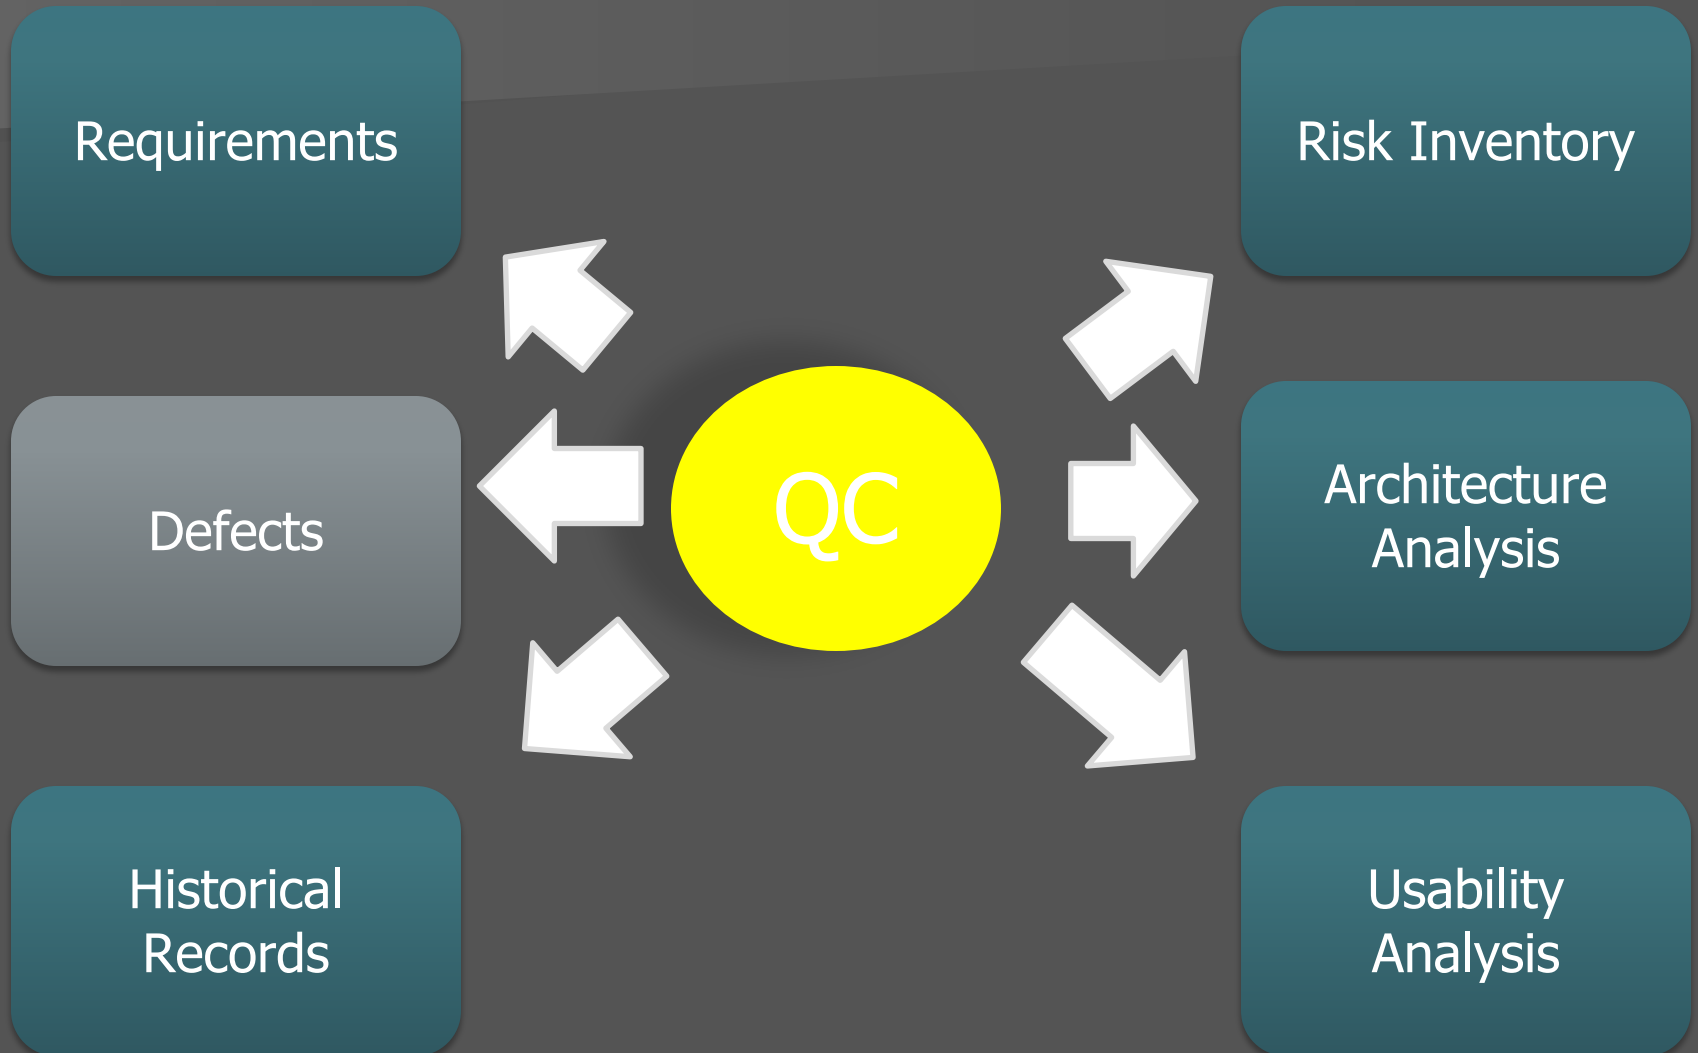 Requirements
Risk Inventory
Defects
QC
Architecture
Analysis
Historical
Records
Usability
Analysis